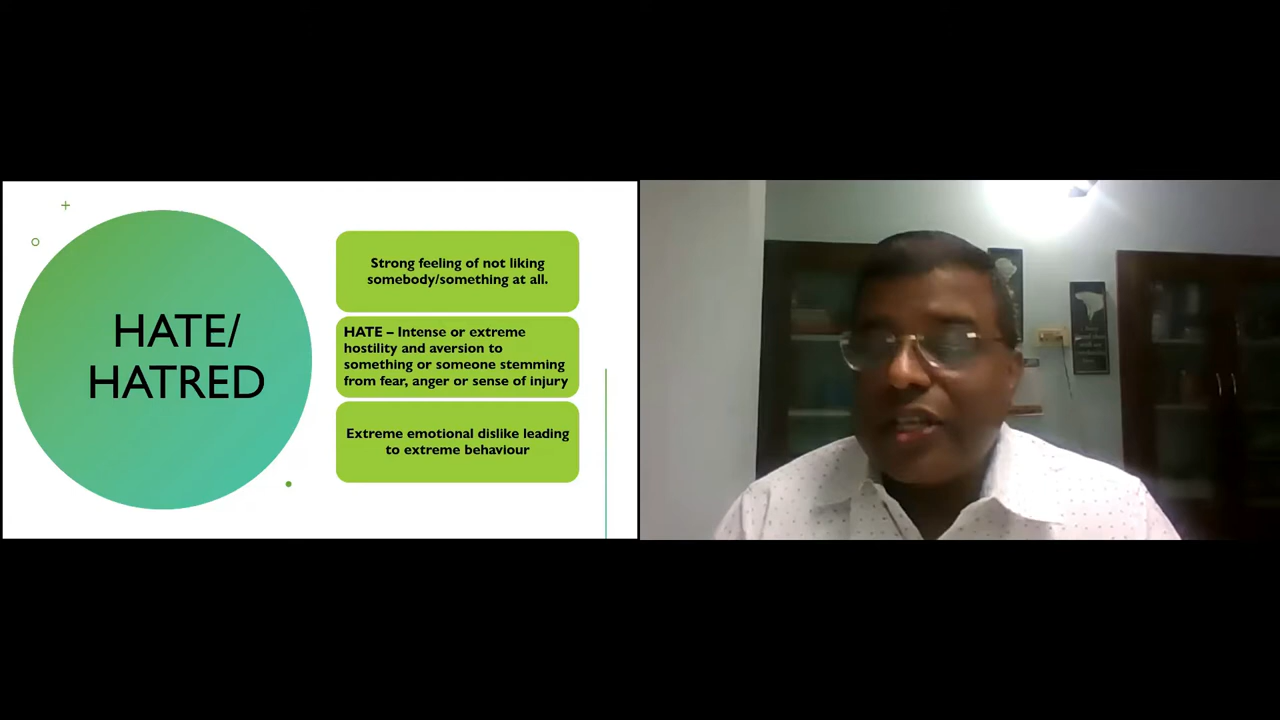 HATE/
HATRED
Strong feeling of not liking
somebody/something at all.
HATE – Intense or extreme
hostility and aversion to
something or someone stemming
from fear, anger or sense of injury
Extreme emotional dislike leading
to extreme behaviour